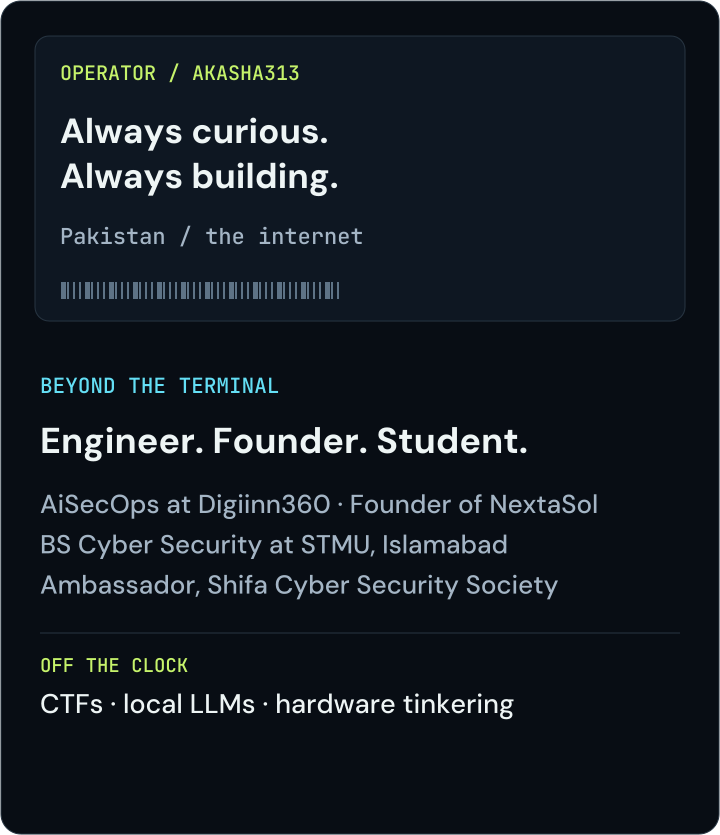 OPERATOR / AKASHA313
Always curious.
Always building.
Pakistan / the internet
BEYOND THE TERMINAL
Engineer. Founder. Student.
AiSecOps at Digiinn360 · Founder of NextaSol
BS Cyber Security at STMU, Islamabad
Ambassador, Shifa Cyber Security Society
OFF THE CLOCK
CTFs · local LLMs · hardware tinkering